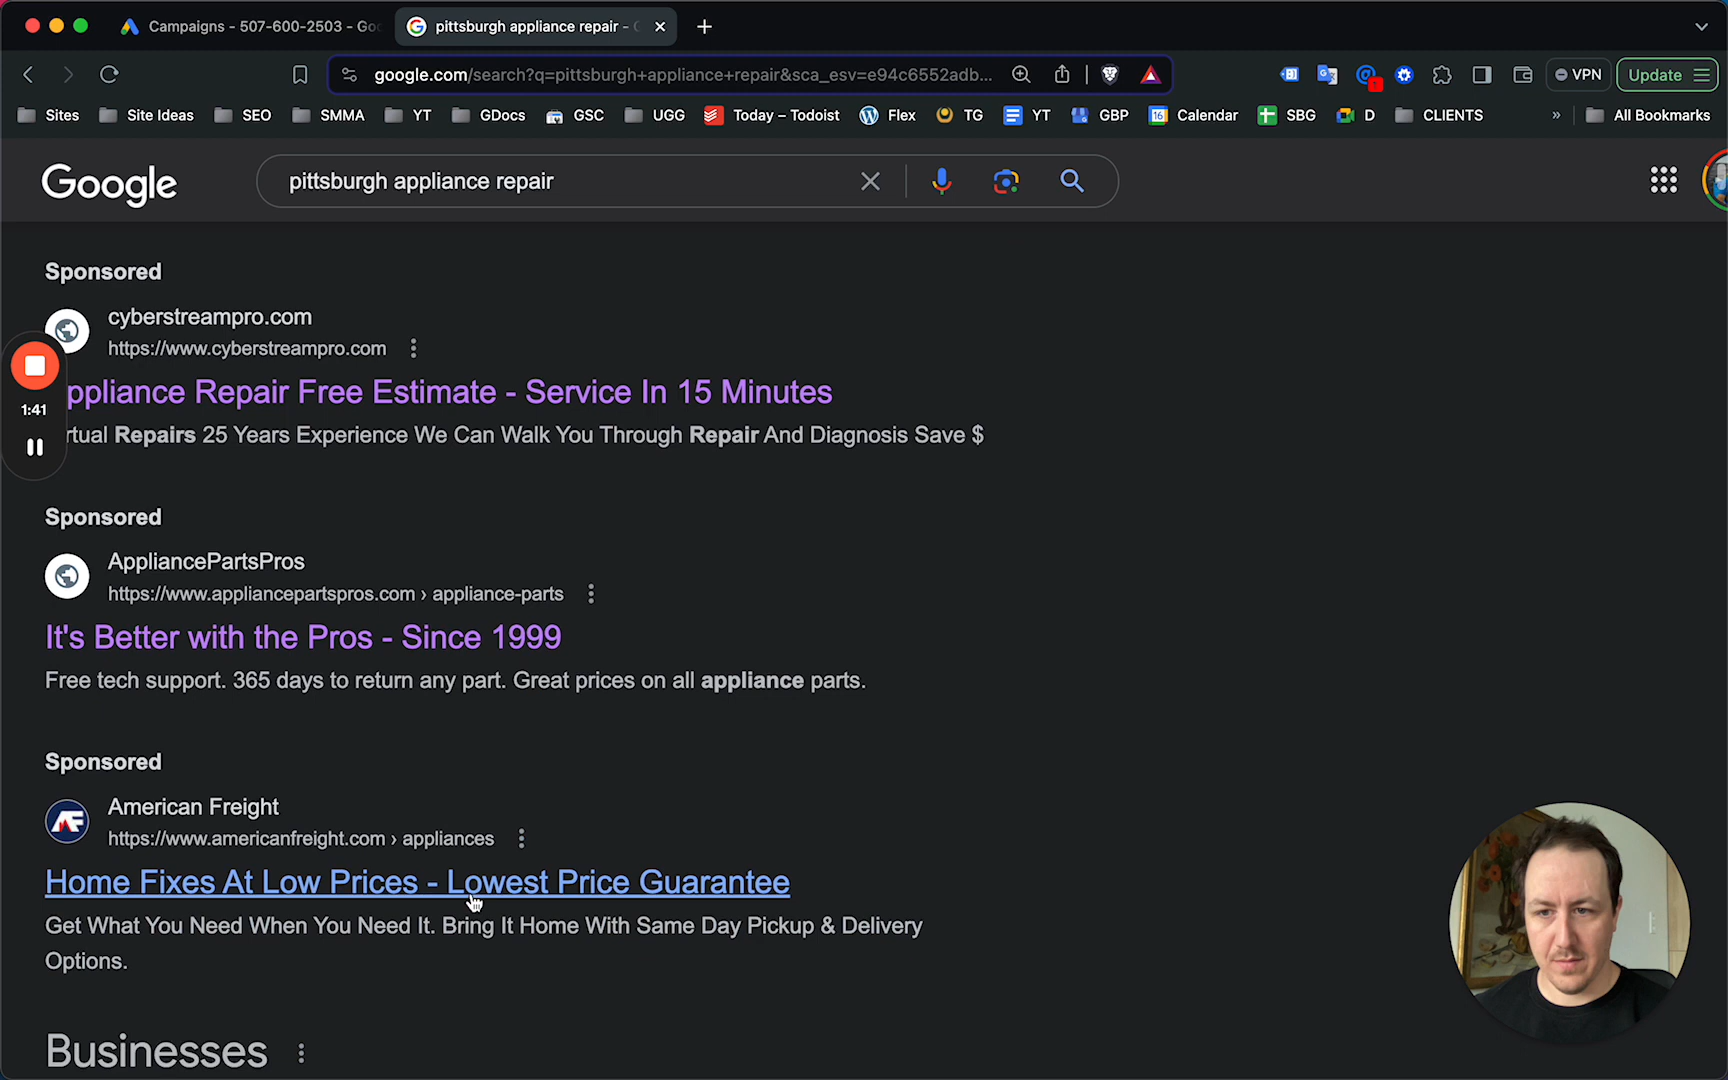 Campaigns - 507-600-2503 - Goo
pittsburgh appliance repair -
google.com/search?q=pittsburgh+appliance+repair&sca_esv=e94c6552adb...
VPN
Update
Sites
Site Ideas
SEO
SMMA
YT
GDocs
GSC
UGG
Today – Todoist
Flex
TG
YT
GBP
16
Calendar
SBG
D
CLIENTS
»
All Bookmarks
Google
pittsburgh appliance repair
Sponsored
cyberstreampro.com
https://www.cyberstreampro.com
ppliance Repair Free Estimate - Service In 15 Minutes
1:41
rtual Repairs 25 Years Experience We Can Walk You Through Repair And Diagnosis Save $
Sponsored
AppliancePartsPros
https://www.appliancepartspros.com › appliance-parts
It's Better with the Pros - Since 1999
Free tech support. 365 days to return any part. Great prices on all appliance parts.
Sponsored
American Freight
https://www.americanfreight.com › appliances
Home Fixes At Low Prices - Lowest Price Guarantee
Get What You Need When You Need It. Bring It Home With Same Day Pickup & Delivery
Options.
Businesses